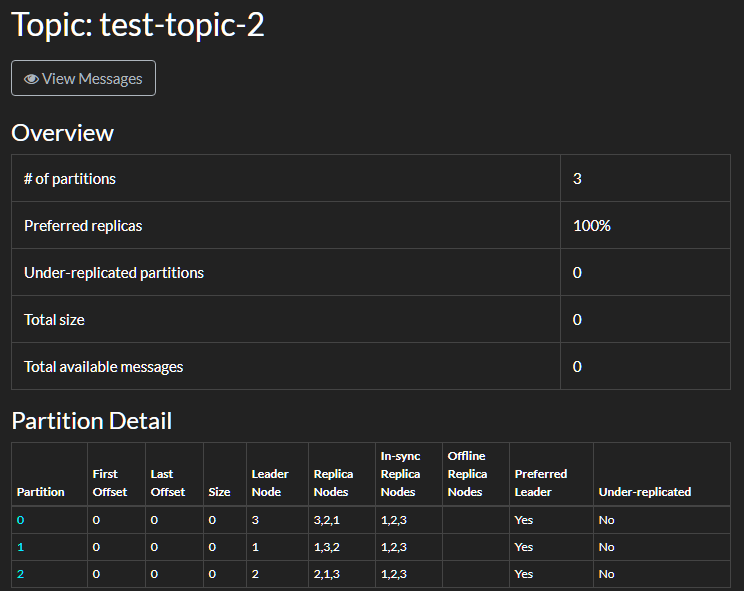 Topic: test-topic-2
View Messages
Overview
# of partitions 3
Preferred replicas 100%
Under-replicated partitions 0
Total size 0
Total available messages 0
Partition Detail
Partition First Offset Last Offset Size Leader Node Replica Nodes In-sync Replica Nodes Offline Replica Nodes Preferred Leader Under-replicated
0 0 0 0 3 3,2,1 1,2,3 Yes No
1 0 0 0 1 1,3,2 1,2,3 Yes No
2 0 0 0 2 2,1,3 1,2,3 Yes No